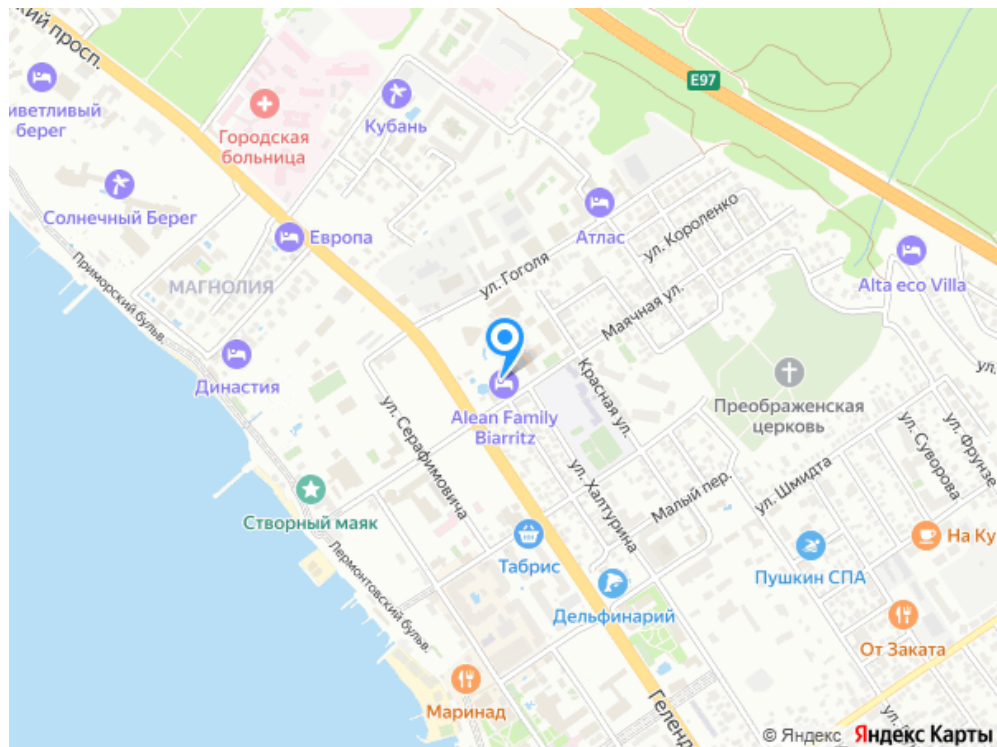 кий просп.
E97
иветливый
берег
Кубань
Городская
больница
Солнечный Берег
Европа
Атлас
ул. Короленко
ул. Гоголя
Alta eco Villa
МАГНОЛИЯ
Приморский бульв.
Маячная ул.
Династия
Красная ул.
ул.
Alean Family
Biarritz
Преображенская
церковь
ул. Серафимовича
ул. Суворова
ул. Фрунзе
ул. Халтурина
Малый пер.
ул. Шмидта
Створный маяк
На Ку
Табрис
Пушкин СПА
Лермонтовский бульв.
Дельфинарий
От Заката
Маринад
Геленд
© Яндекс Яндекс Карты